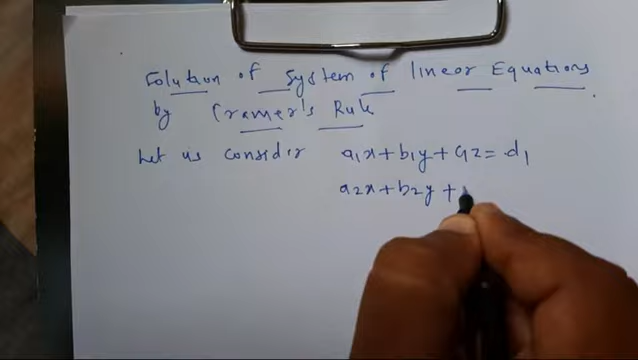 Solution of System of linear Equations
by Cramer's Rule
Let us consider a₁x + b₁y + c₁z = d₁
a₂x + b₂y +